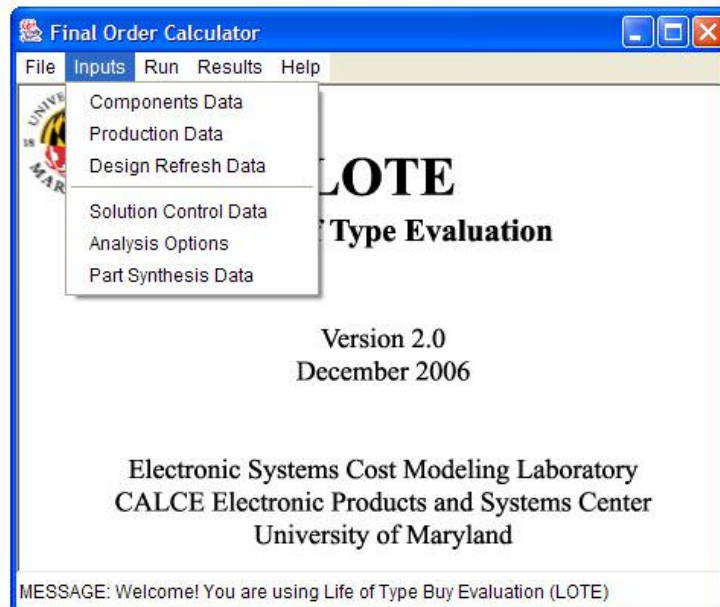 Final Order Calculator
File Inputs Run Results Help
Components Data
Production Data
Design Refresh Data
Solution Control Data
Analysis Options
Part Synthesis Data
LOTE
Type Evaluation
Version 2.0
December 2006
Electronic Systems Cost Modeling Laboratory
CALCE Electronic Products and Systems Center
University of Maryland
MESSAGE: Welcome! You are using Life of Type Buy Evaluation (LOTE)